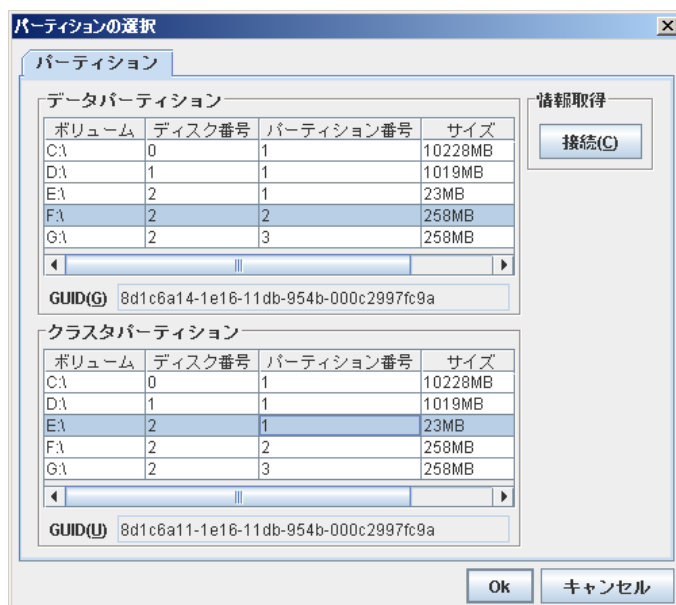 パーティションの選択
パーティション
データパーティション
ボリューム ディスク番号 パーティション番号 サイズ
C:\ 0 1 10228MB
D:\ 1 1 1019MB
E:\ 2 1 23MB
F:\ 2 2 258MB
G:\ 2 3 258MB
GUID(G) 8d1c6a14-1e16-11db-954b-000c2997fc9a
クラスタパーティション
ボリューム ディスク番号 パーティション番号 サイズ
C:\ 0 1 10228MB
D:\ 1 1 1019MB
E:\ 2 1 23MB
F:\ 2 2 258MB
G:\ 2 3 258MB
GUID(U) 8d1c6a11-1e16-11db-954b-000c2997fc9a
情報取得
接続(C)
Ok キャンセル